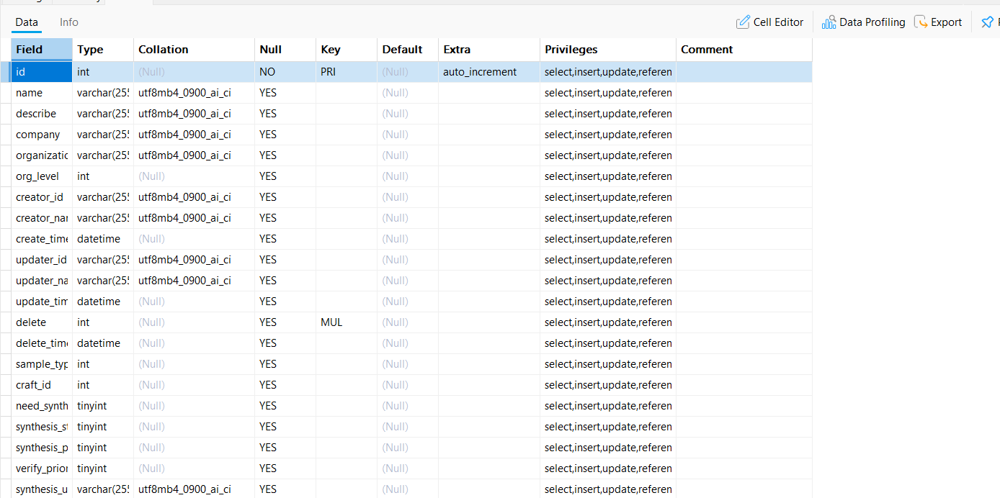 Data Info Cell Editor Data Profiling Export
Field Type Collation Null Key Default Extra Privileges Comment
id int (Null) NO PRI (Null) auto_increment select,insert,update,referen
name varchar(255 utf8mb4_0900_ai_ci YES (Null) select,insert,update,referen
describe varchar(255 utf8mb4_0900_ai_ci YES (Null) select,insert,update,referen
company varchar(255 utf8mb4_0900_ai_ci YES (Null) select,insert,update,referen
organizatic varchar(255 utf8mb4_0900_ai_ci YES (Null) select,insert,update,referen
org_level int (Null) YES (Null) select,insert,update,referen
creator_id varchar(255 utf8mb4_0900_ai_ci YES (Null) select,insert,update,referen
creator_nar varchar(255 utf8mb4_0900_ai_ci YES (Null) select,insert,update,referen
create_time datetime (Null) YES (Null) select,insert,update,referen
updater_id varchar(255 utf8mb4_0900_ai_ci YES (Null) select,insert,update,referen
updater_na varchar(255 utf8mb4_0900_ai_ci YES (Null) select,insert,update,referen
update_tim datetime (Null) YES (Null) select,insert,update,referen
delete int (Null) YES MUL (Null) select,insert,update,referen
delete_time datetime (Null) YES (Null) select,insert,update,referen
sample_typ int (Null) YES (Null) select,insert,update,referen
craft_id int (Null) YES (Null) select,insert,update,referen
need_synth tinyint (Null) YES (Null) select,insert,update,referen
synthesis_st tinyint (Null) YES (Null) select,insert,update,referen
synthesis_p tinyint (Null) YES (Null) select,insert,update,referen
verify_prior tinyint (Null) YES (Null) select,insert,update,referen
synthesis_u varchar(255 utf8mb4_0900_ai_ci YES (Null) select,insert,update,referen